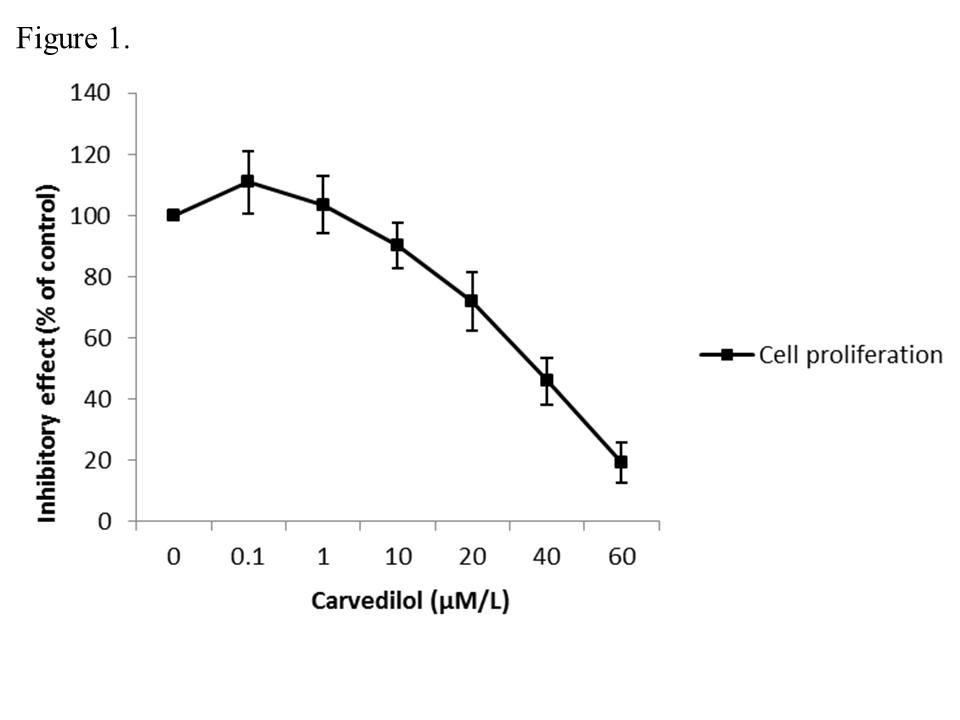 Figure 1.
140
120
100
80
60
40
20
0
Inhibitory effect (% of control)
0 0.1 1 10 20 40 60
Carvedilol (µM/L)
Cell proliferation